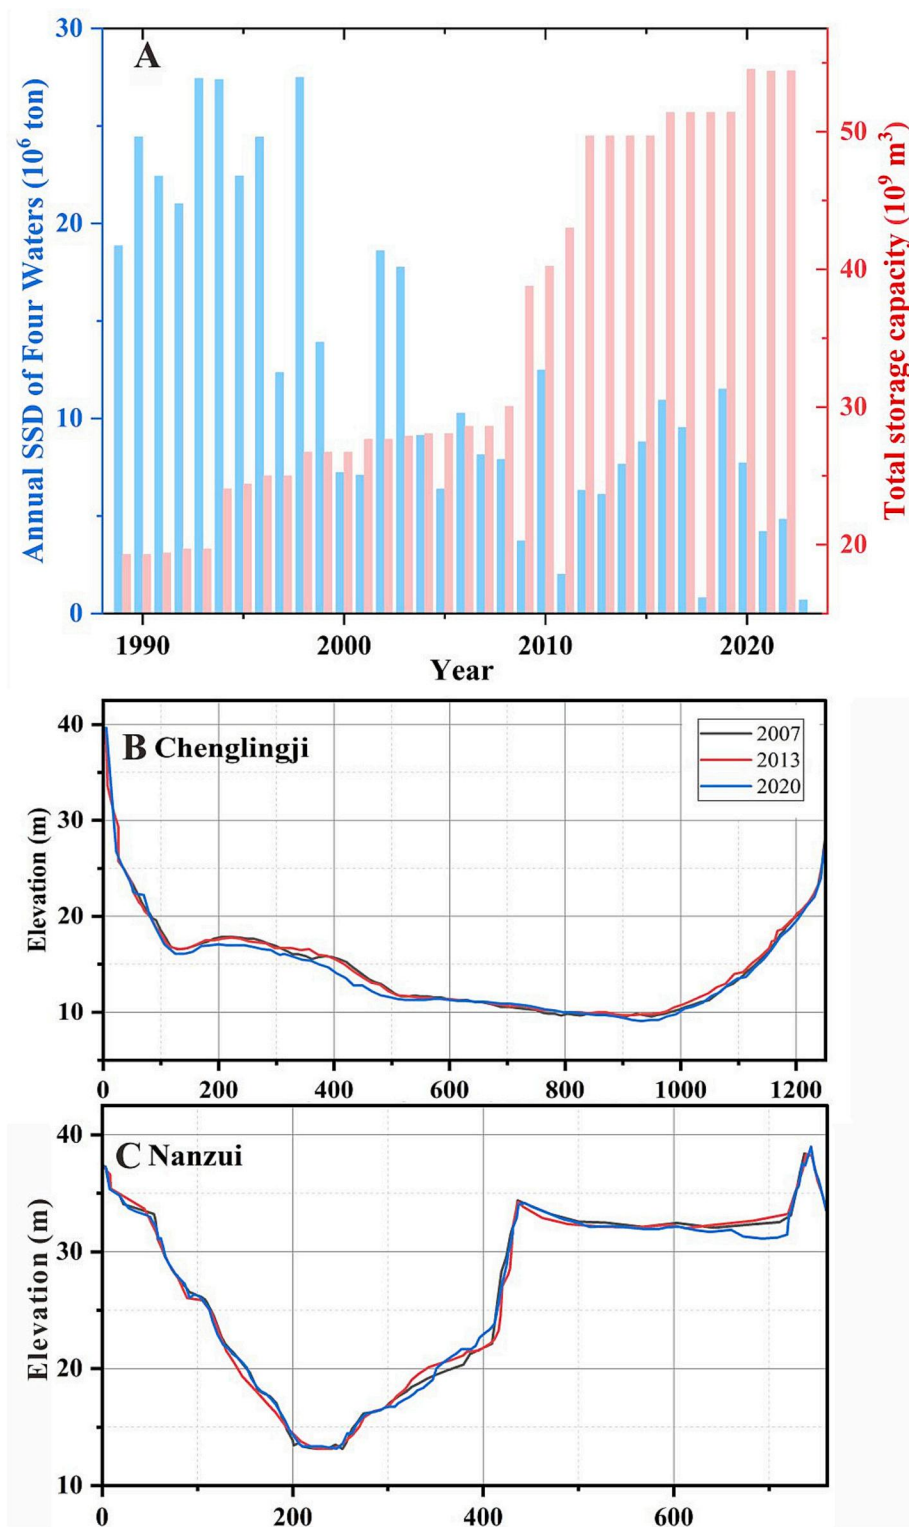 A
Annual SSD of Four Waters (10⁶ ton)
30
20
10
0
Total storage capacity (10⁹ m³)
50
40
30
20
1990 2000 2010 2020
Year
B Chenglingji
2007
2013
2020
Elevation (m)
40
30
20
10
0 200 400 600 800 1000 1200
C Nanzui
Elevation (m)
40
30
20
10
0 200 400 600